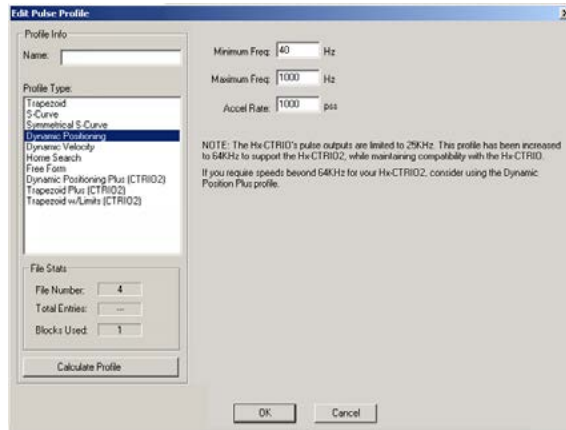 Edit Pulse Profile
Profile Info
Name:
Profile Type:
Trapezoid
S-Curve
Symmetrical S-Curve
Dynamic Positioning
Dynamic Velocity
Home Search
Free Form
Dynamic Positioning Plus (CTRIO2)
Trapezoid Plus (CTRIO2)
Trapezoid w/Limits (CTRIO2)
File Stats
File Number: 4
Total Entries: ---
Blocks Used: 1
Calculate Profile
Minimum Freq: 40 Hz
Maximum Freq: 1000 Hz
Accel Rate: 1000 pss
NOTE: The Hx-CTRIO's pulse outputs are limited to 25KHz. This profile has been increased
to 64KHz to support the Hx-CTRIO2, while maintaining compatibility with the Hx-CTRIO.
If you require speeds beyond 64KHz for your Hx-CTRIO2, consider using the Dynamic
Position Plus profile.
OK Cancel